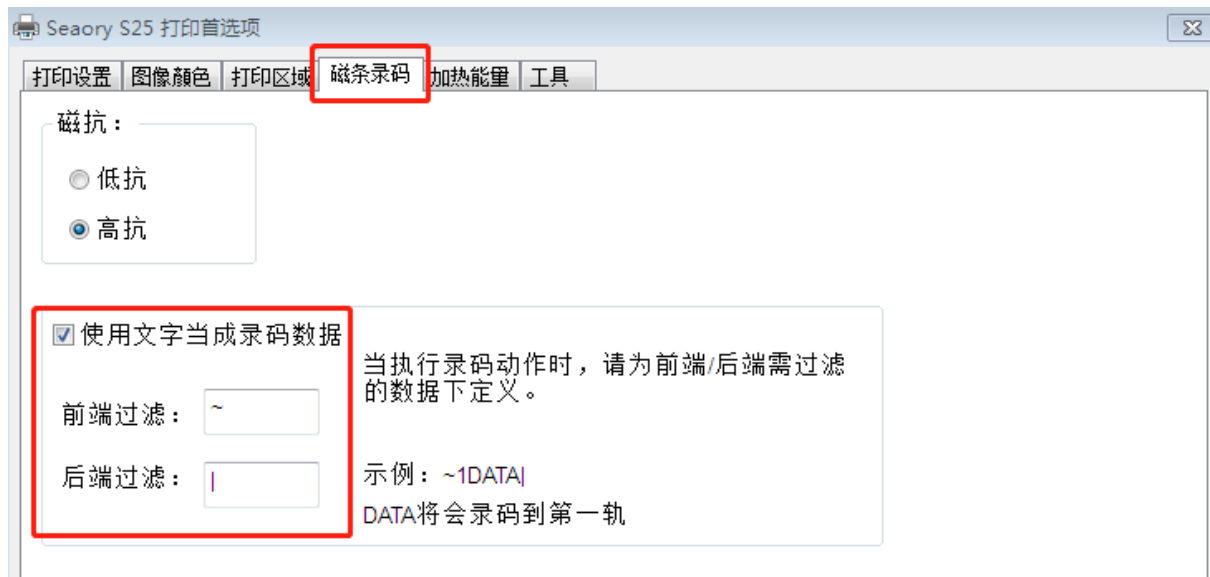 Seaory S25 打印首选项
打印设置 图像顏色 打印区域 磁条录码 加热能量 工具
磁抗：
低抗
高抗
使用文字当成录码数据
当执行录码动作时，请为前端/后端需过滤
的数据下定义。
前端过滤： ~
后端过滤： |
示例：~1DATA|
DATA将会录码到第一轨